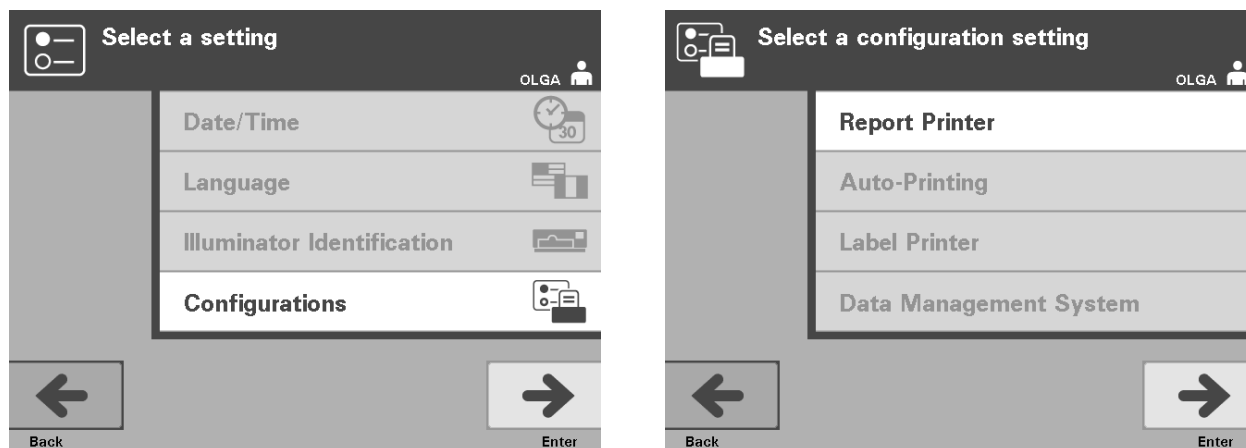 Select a setting
OLGA
Date/Time
30
Language
Illuminator Identification
Configurations
Back
Enter
Select a configuration setting
OLGA
Report Printer
Auto-Printing
Label Printer
Data Management System
Back
Enter